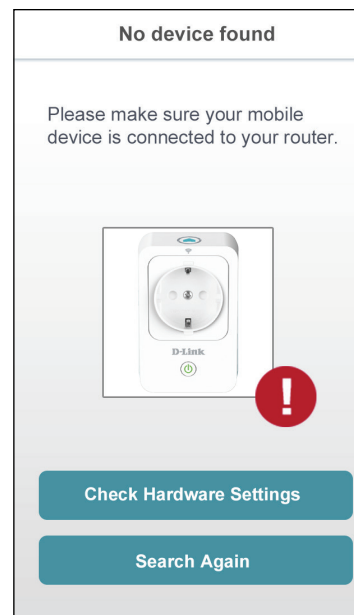 No device found
Please make sure your mobile
device is connected to your router.
D-Link
!
Check Hardware Settings
Search Again